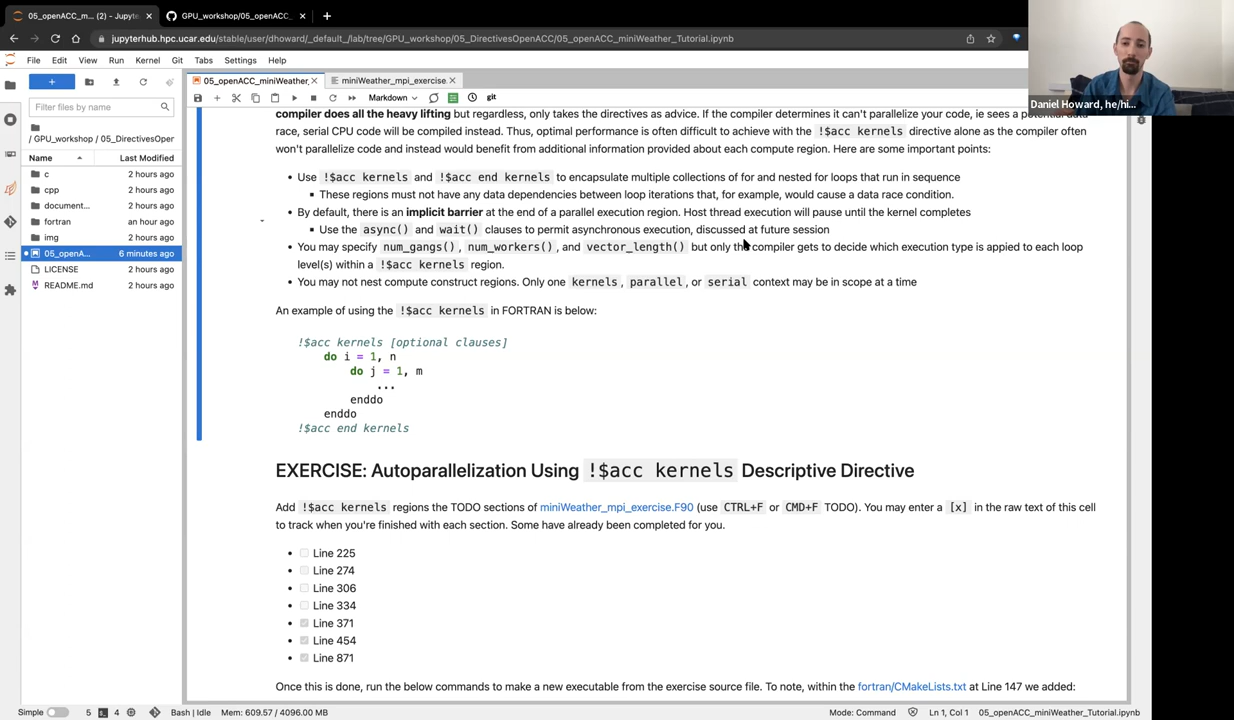 05_openACC_m... (2) - Jupyte
GPU_workshop/05_openACC_
jupyterhub.hpc.ucar.edu/stable/user/dhoward/_default_/lab/tree/GPU_workshop/05_DirectivesOpenACC/05_openACC_miniWeather_Tutorial.ipynb
File Edit View Run Kernel Git Tabs Settings Help
05_openACC_miniWeather_
miniWeather_mpi_exercise.
Markdown
git
Filter files by name
/ GPU_workshop / 05_DirectivesOper
Name Last Modified
c 2 hours ago
cpp 2 hours ago
document... 2 hours ago
fortran an hour ago
img 2 hours ago
05_openA... 6 minutes ago
LICENSE 2 hours ago
README.md 2 hours ago
compiler does all the heavy lifting but regardless, only takes the directives as advice. If the compiler determines it can't parallelize your code, ie sees a potential data
race, serial CPU code will be compiled instead. Thus, optimal performance is often difficult to achieve with the !$acc kernels directive alone as the compiler often
won't parallelize code and instead would benefit from additional information provided about each compute region. Here are some important points:
• Use !$acc kernels and !$acc end kernels to encapsulate multiple collections of for and nested for loops that run in sequence
▪ These regions must not have any data dependencies between loop iterations that, for example, would cause a data race condition.
• By default, there is an implicit barrier at the end of a parallel execution region. Host thread execution will pause until the kernel completes
▪ Use the async() and wait() clauses to permit asynchronous execution, discussed at future session
• You may specify num_gangs(), num_workers(), and vector_length() but only the compiler gets to decide which execution type is appied to each loop
level(s) within a !$acc kernels region.
• You may not nest compute construct regions. Only one kernels, parallel, or serial context may be in scope at a time
An example of using the !$acc kernels in FORTRAN is below:
!$acc kernels [optional clauses]
do i = 1, n
do j = 1, m
...
enddo
enddo
!$acc end kernels
EXERCISE: Autoparallelization Using !$acc kernels Descriptive Directive
Add !$acc kernels regions the TODO sections of miniWeather_mpi_exercise.F90 (use CTRL+F or CMD+F TODO). You may enter a [x] in the raw text of this cell
to track when you're finished with each section. Some have already been completed for you.
• Line 225
• Line 274
• Line 306
• Line 334
• Line 371
• Line 454
• Line 871
Once this is done, run the below commands to make a new executable from the exercise source file. To note, within the fortran/CMakeLists.txt at Line 147 we added:
Daniel Howard, he/hi...
Simple 5 4 Bash | Idle Mem: 609.57 / 4096.00 MB Mode: Command Ln 1, Col 1 05_openACC_miniWeather_Tutorial.ipynb